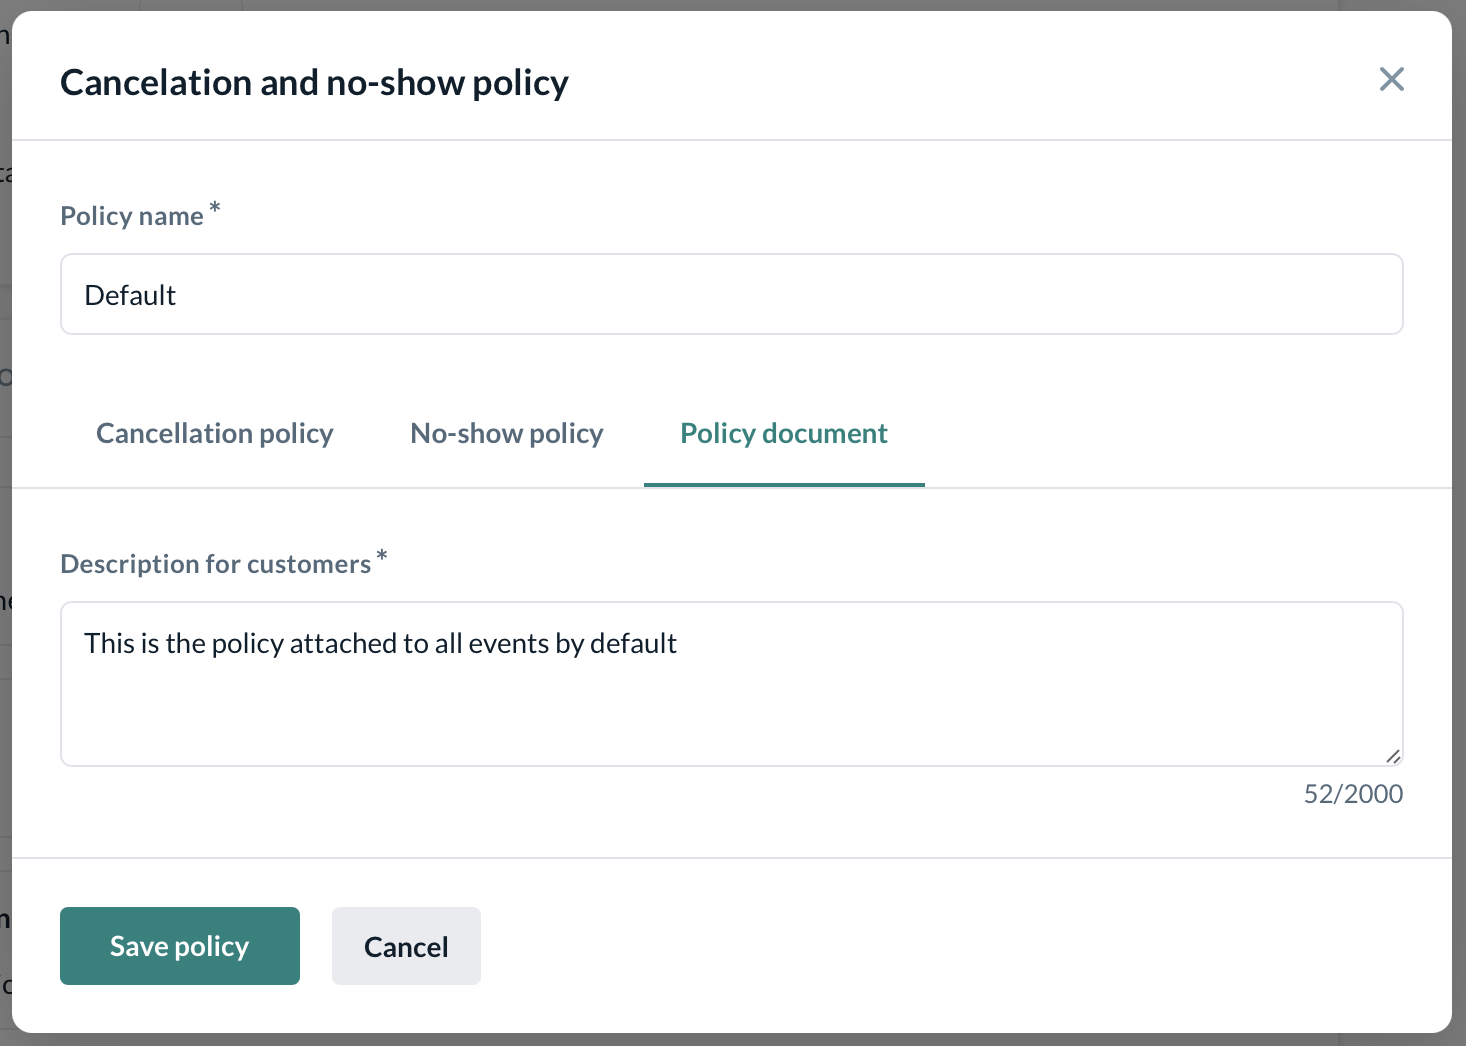 Cancelation and no-show policy
Policy name *
Default
Cancellation policy No-show policy Policy document
Description for customers *
This is the policy attached to all events by default
52/2000
Save policy Cancel